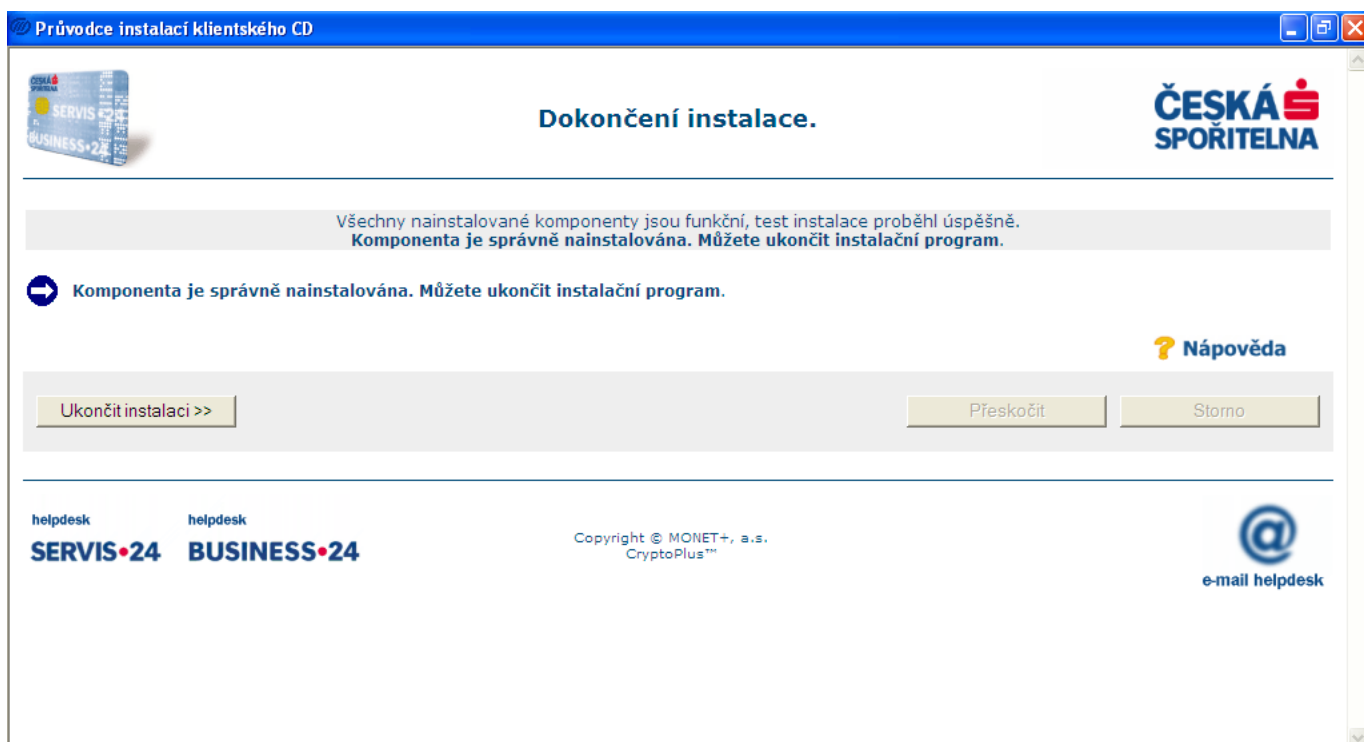 Průvodce instalací klientského CD
ČESKÁ
SPOŘITELNA
SERVIS•24
BUSINESS•24
Dokončení instalace.
ČESKÁ
SPOŘITELNA
Všechny nainstalované komponenty jsou funkční, test instalace proběhl úspěšně.
Komponenta je správně nainstalována. Můžete ukončit instalační program.
Komponenta je správně nainstalována. Můžete ukončit instalační program.
? Nápověda
Ukončit instalaci >>
Přeskočit
Storno
helpdesk
SERVIS•24
helpdesk
BUSINESS•24
Copyright © MONET+, a.s.
CryptoPlus™
@
e-mail helpdesk